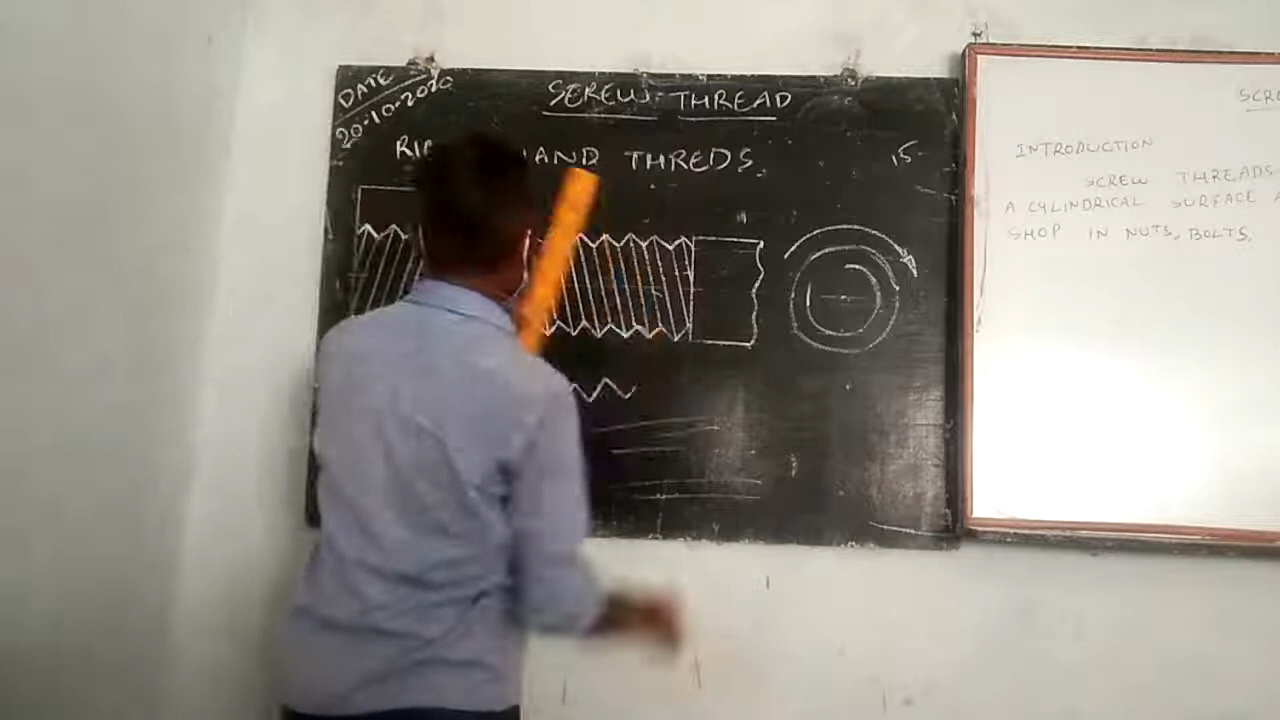 DATE
20-10-2020
SCREW THREAD
HAND THREDS.
15
INTRODUCTION
SCREW THREADS
A CYLINDRICAL SURFACE
SHOP IN NUTS, BOLTS,